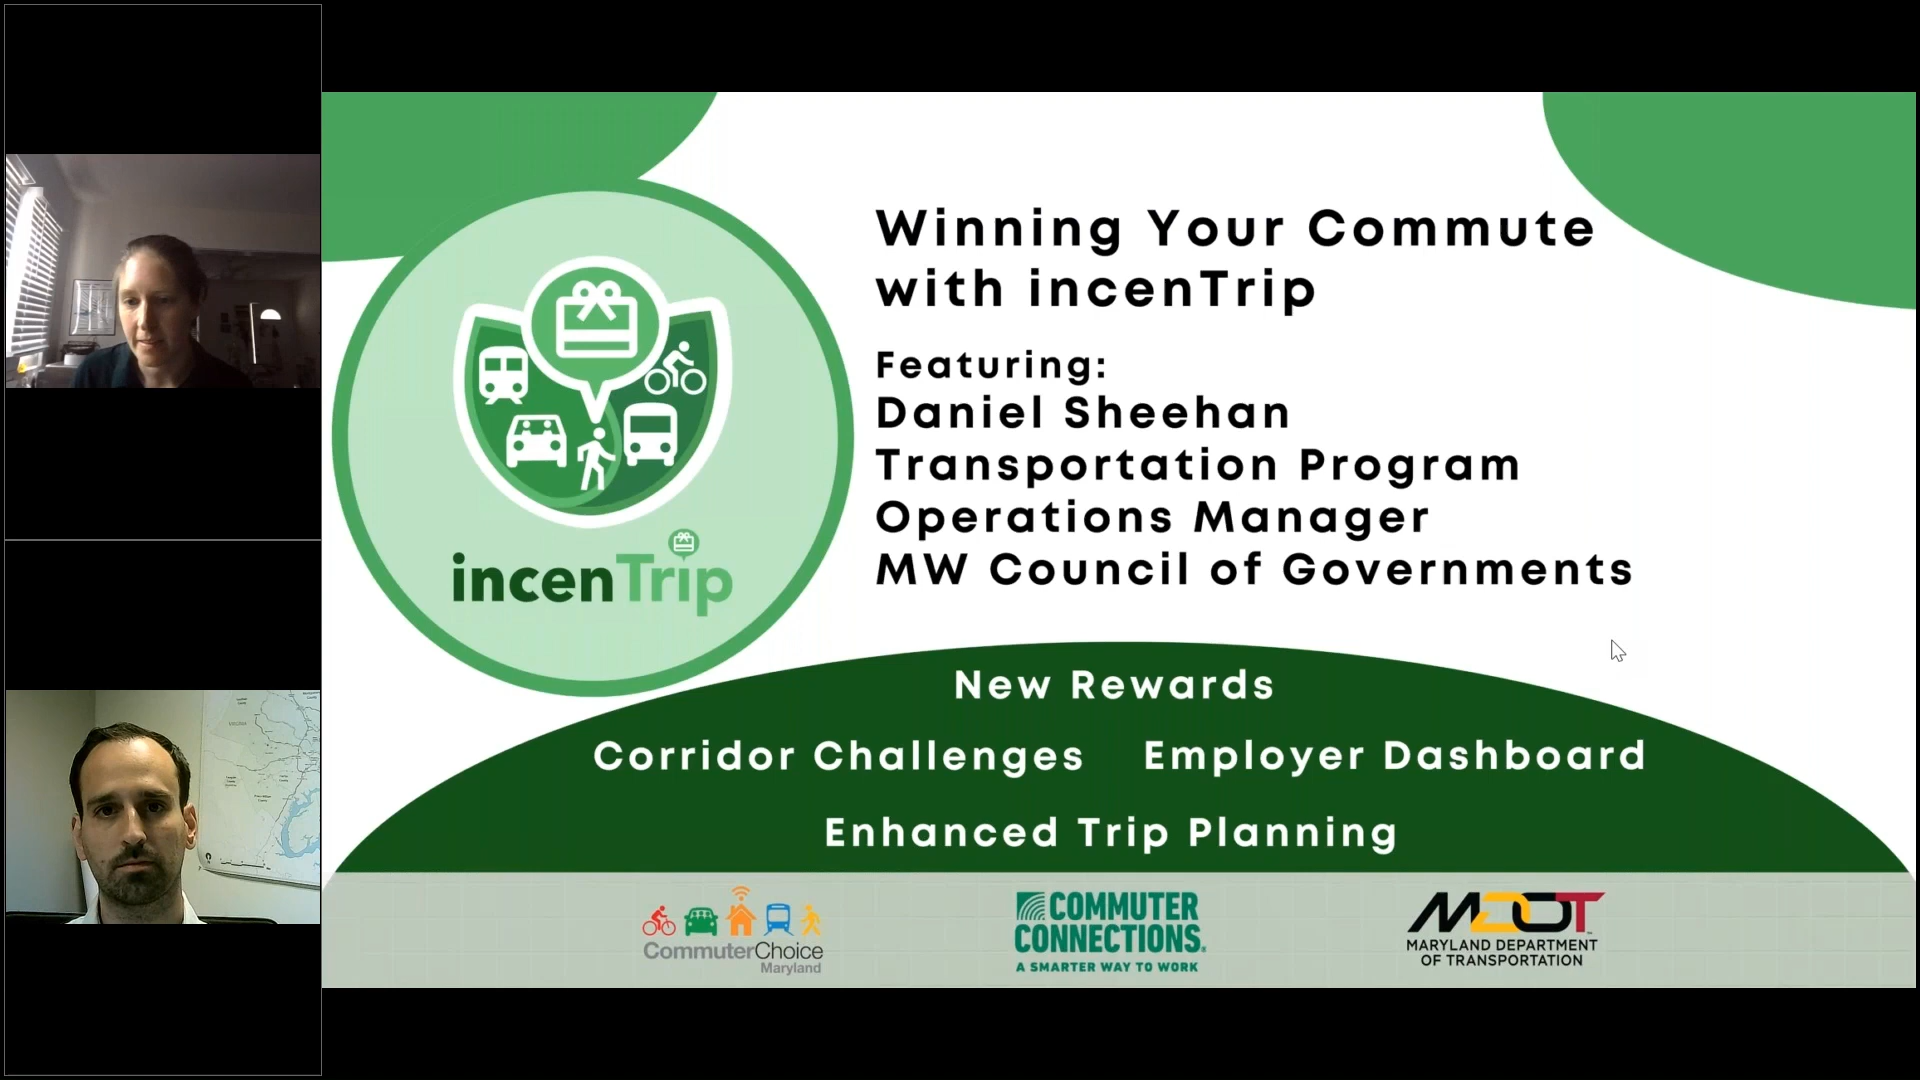 Winning Your Commute
with incenTrip
Featuring:
Daniel Sheehan
Transportation Program
Operations Manager
MW Council of Governments
incenTrip
New Rewards
Corridor Challenges Employer Dashboard
Enhanced Trip Planning
CommuterChoice
Maryland
COMMUTER
CONNECTIONS®
A SMARTER WAY TO WORK
MDOT™
MARYLAND DEPARTMENT
OF TRANSPORTATION